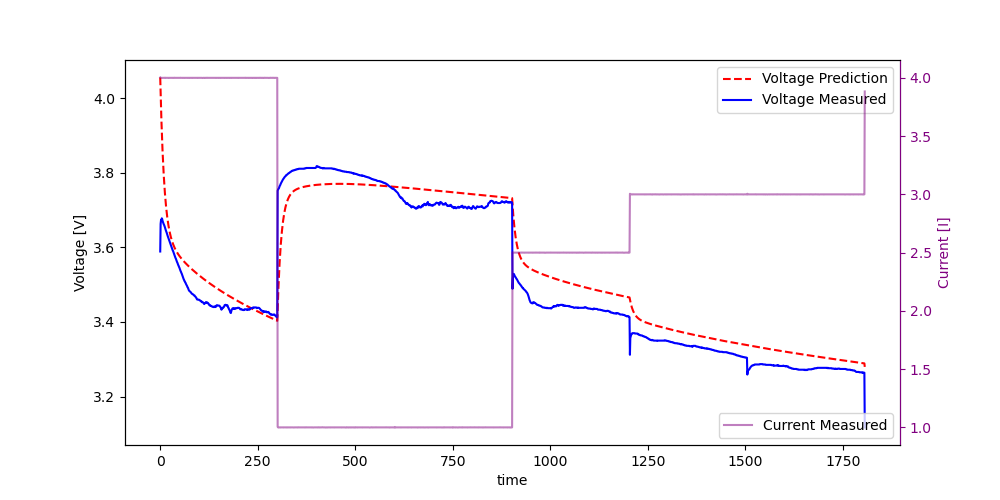 Voltage Prediction
Voltage Measured
Current Measured
Voltage [V]
4.0
3.8
3.6
3.4
3.2
Current [I]
4.0
3.5
3.0
2.5
2.0
1.5
1.0
0 250 500 750 1000 1250 1500 1750
time